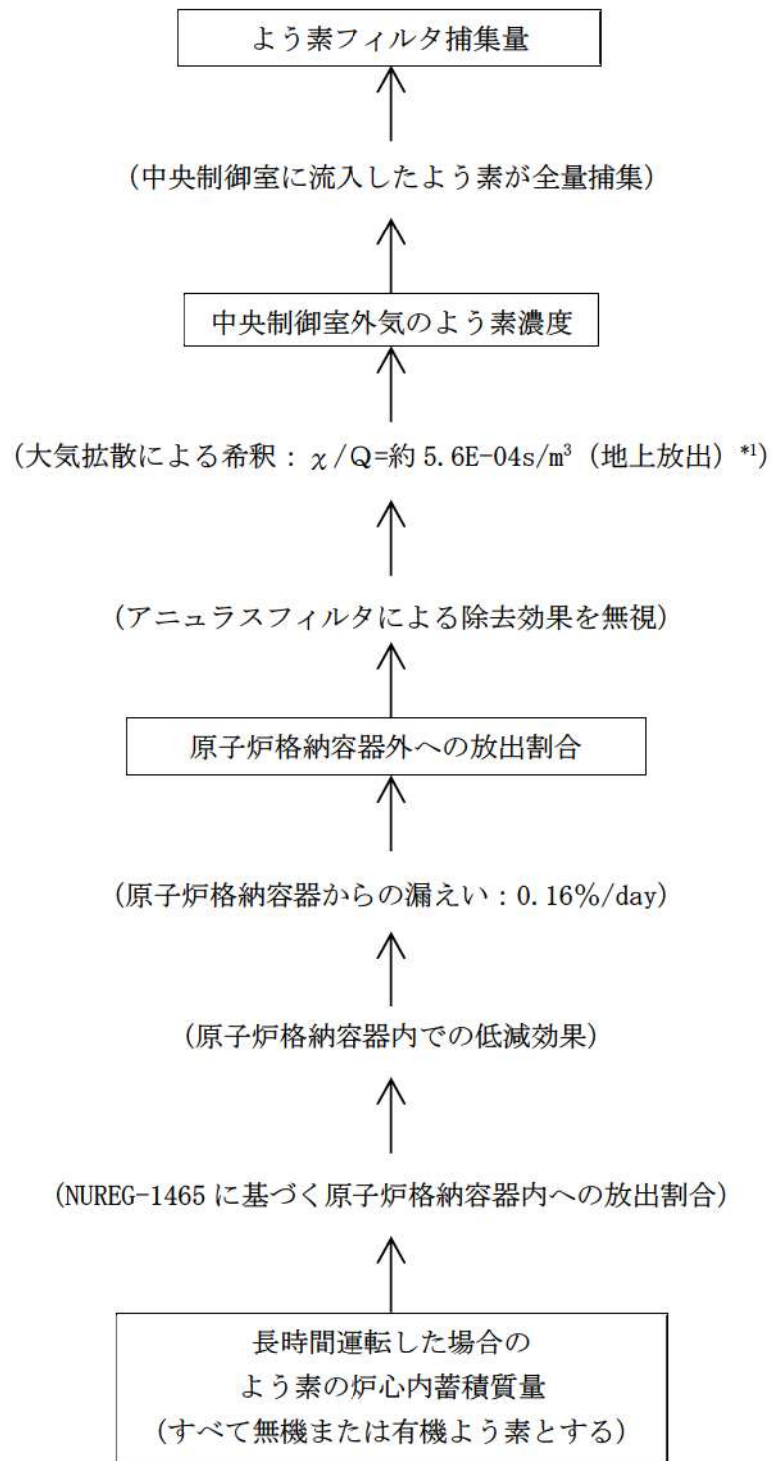 よう素フィルタ捕集量
(中央制御室に流入したよう素が全量捕集)
中央制御室外気のよう素濃度
(大気拡散による希釈：χ/Q=約 5.6E-04s/m³（地上放出）*1)
(アニュラスフィルタによる除去効果を無視)
原子炉格納容器外への放出割合
(原子炉格納容器からの漏えい：0.16%/day)
(原子炉格納容器内での低減効果)
(NUREG-1465 に基づく原子炉格納容器内への放出割合)
長時間運転した場合の
よう素の炉心内蓄積質量
(すべて無機または有機よう素とする)